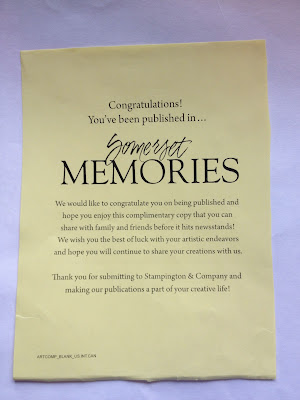 Congratulations!
You've been published in...
Somerset
MEMORIES
We would like to congratulate you on being published and
hope you enjoy this complimentary copy that you can
share with family and friends before it hits newsstands!
We wish you the best of luck with your artistic endeavors
and hope you will continue to share your creations with us.
Thank you for submitting to Stampington & Company and
making our publications a part of your creative life!
ARTCOMP_BLANK_US.INT.CAN